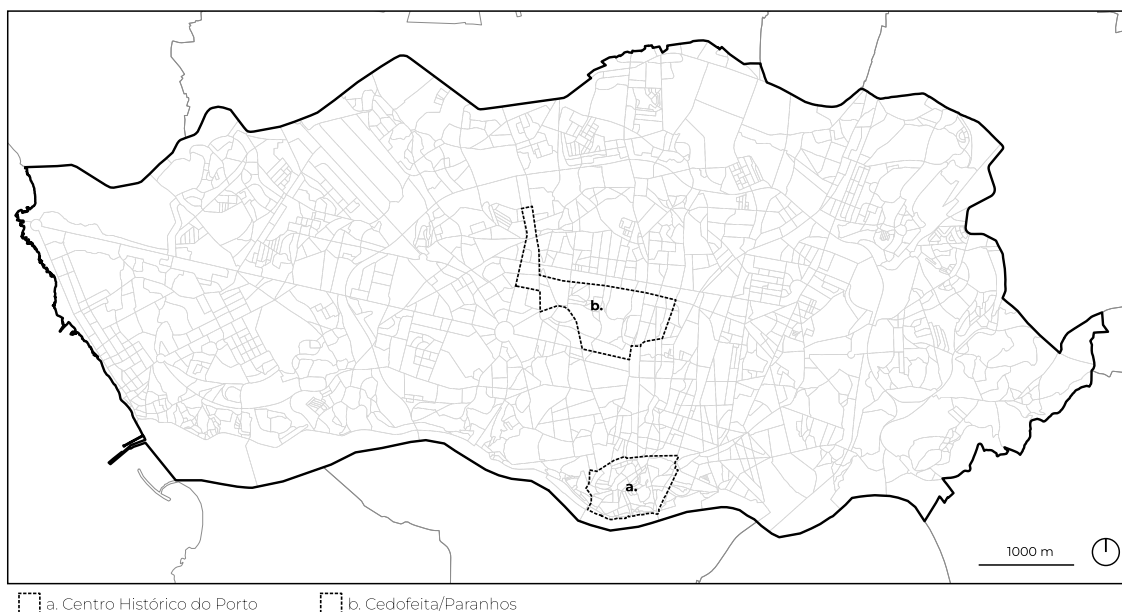 b.
a.
1000 m
a. Centro Histórico do Porto
b. Cedofeita/Paranhos